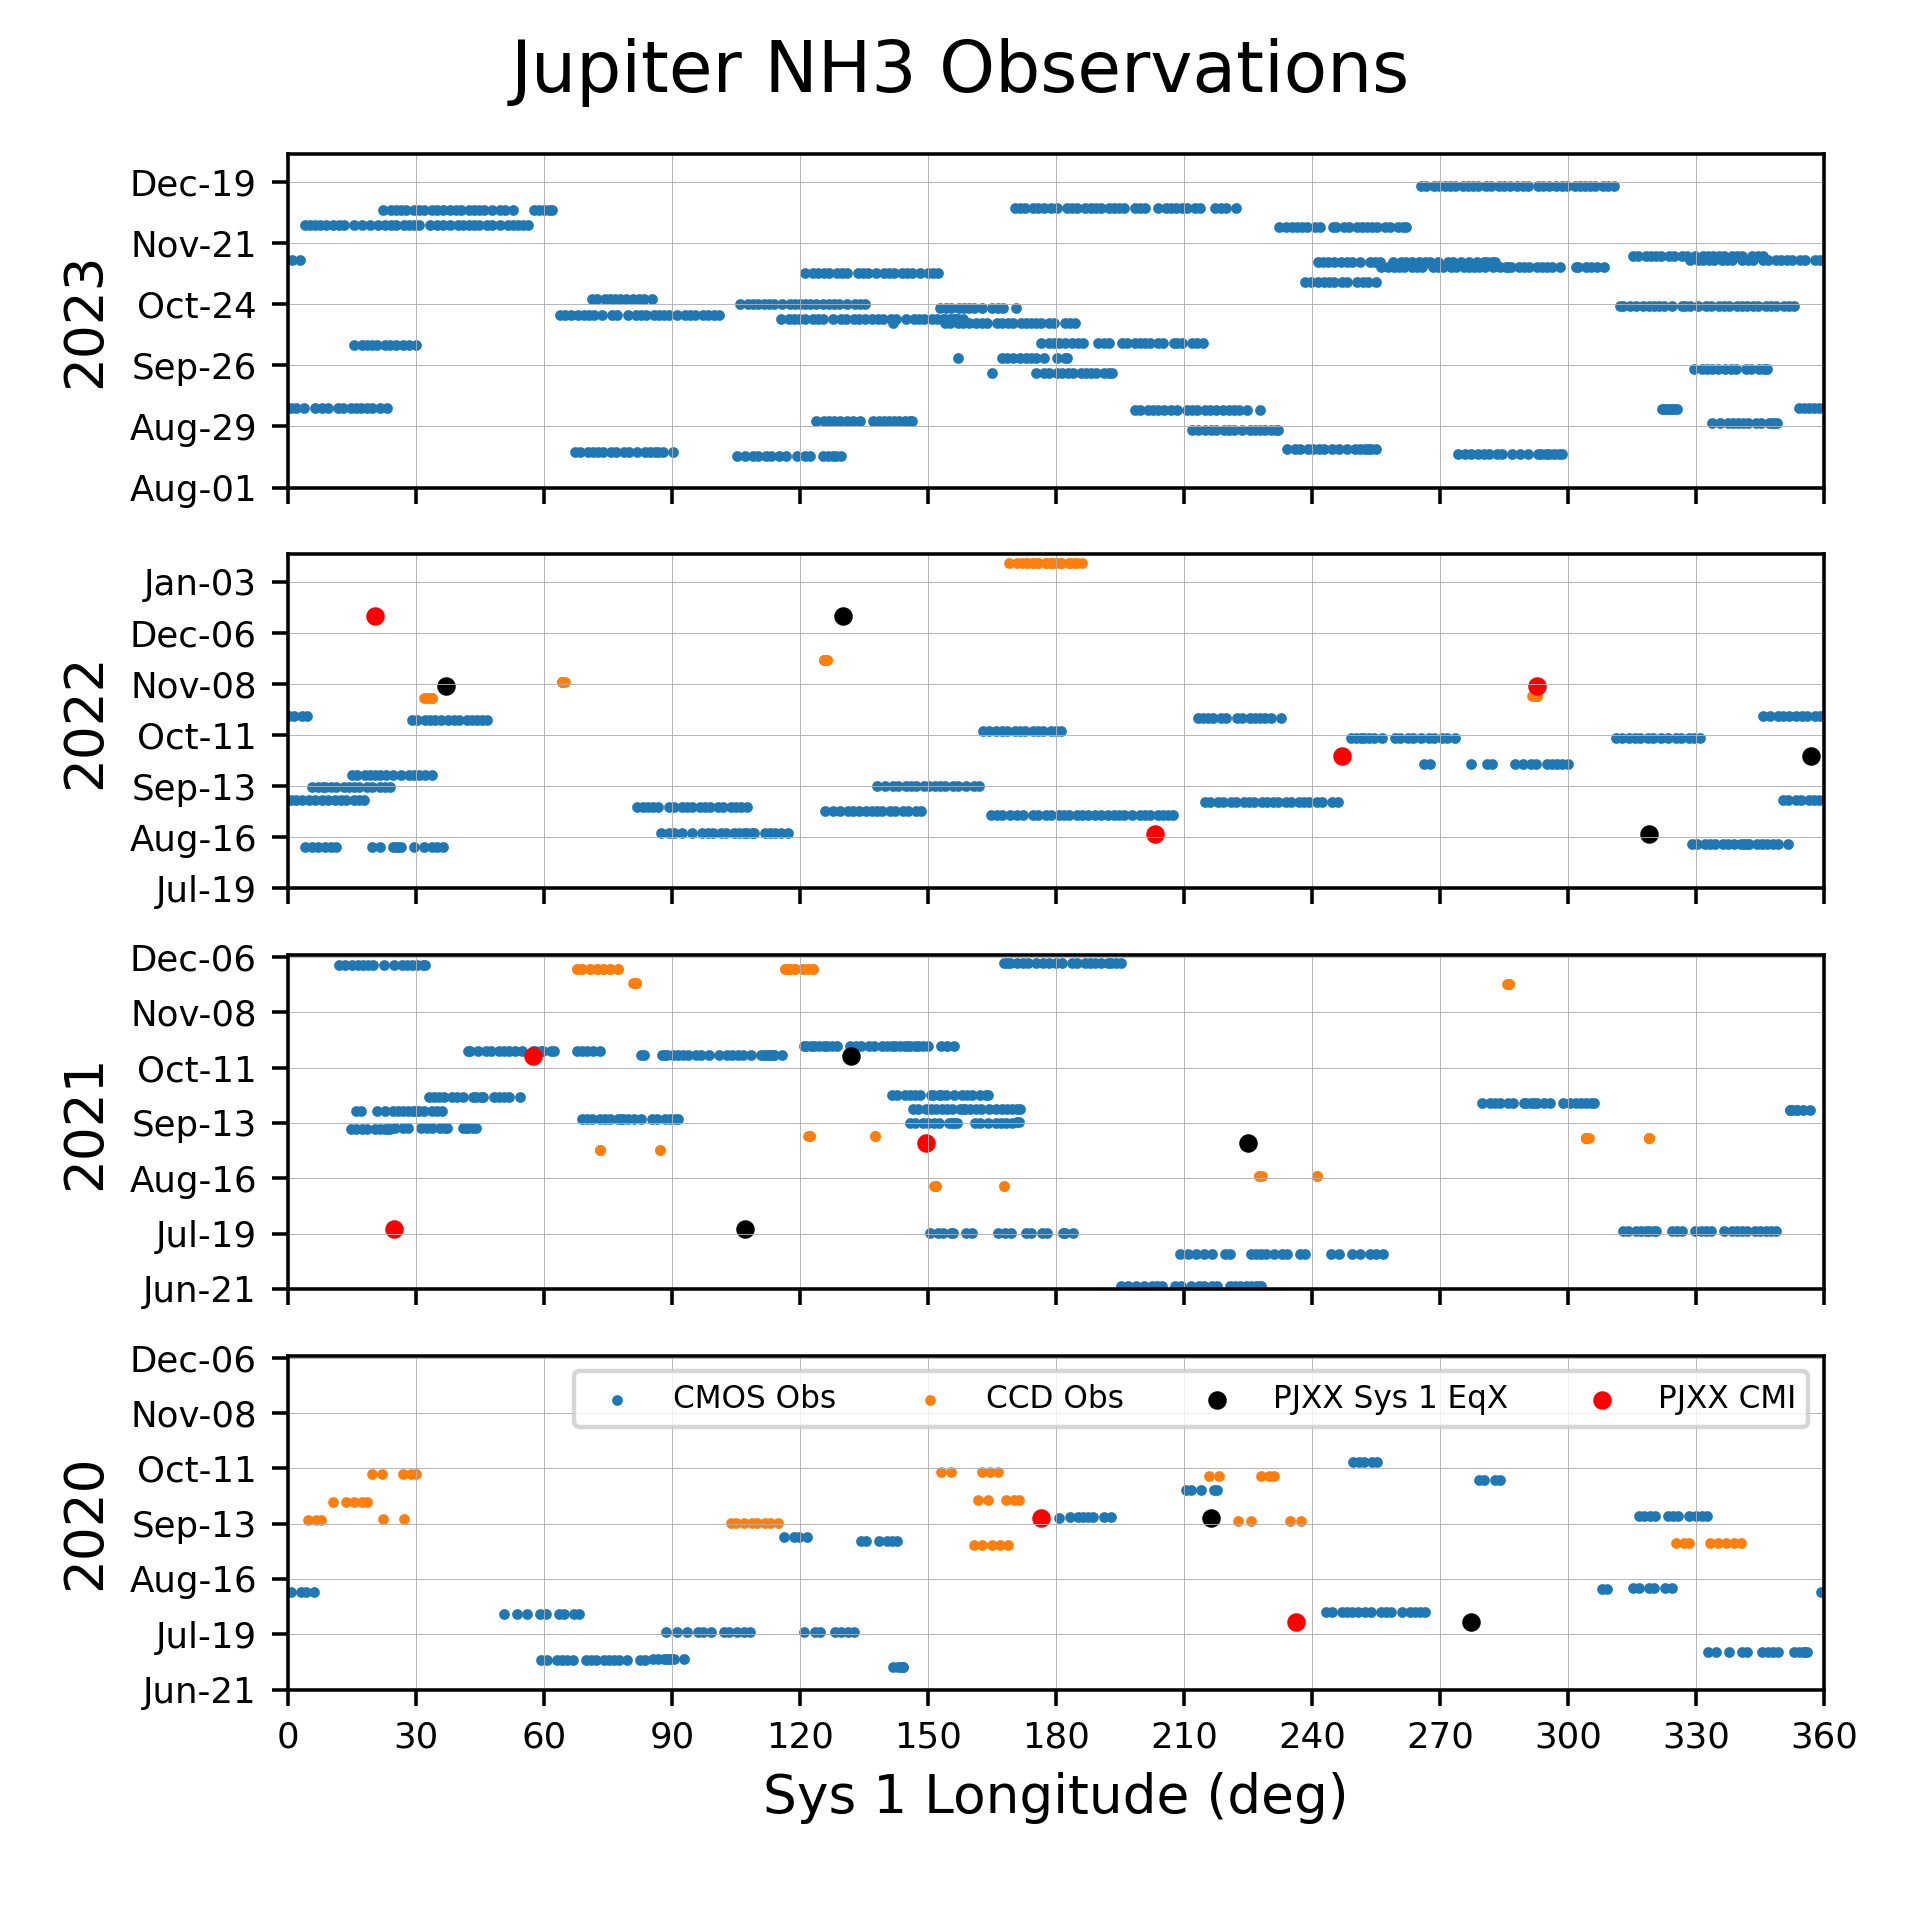 Jupiter NH3 Observations
2023
Dec-19
Nov-21
Oct-24
Sep-26
Aug-29
Aug-01
2022
Jan-03
Dec-06
Nov-08
Oct-11
Sep-13
Aug-16
Jul-19
2021
Dec-06
Nov-08
Oct-11
Sep-13
Aug-16
Jul-19
Jun-21
2020
Dec-06
Nov-08
Oct-11
Sep-13
Aug-16
Jul-19
Jun-21
CMOS Obs CCD Obs PJXX Sys 1 EqX PJXX CMI
0 30 60 90 120 150 180 210 240 270 300 330 360
Sys 1 Longitude (deg)